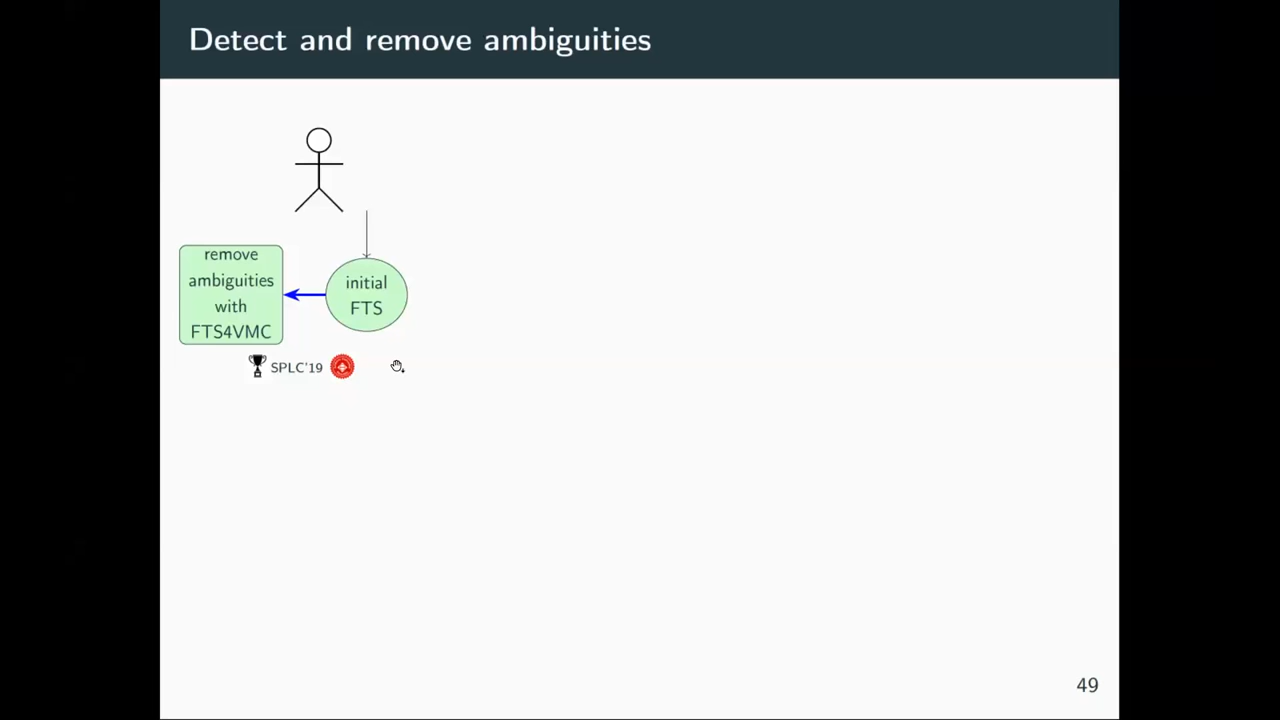 Detect and remove ambiguities
remove
ambiguities
with
FTS4VMC
initial
FTS
SPLC'19
49